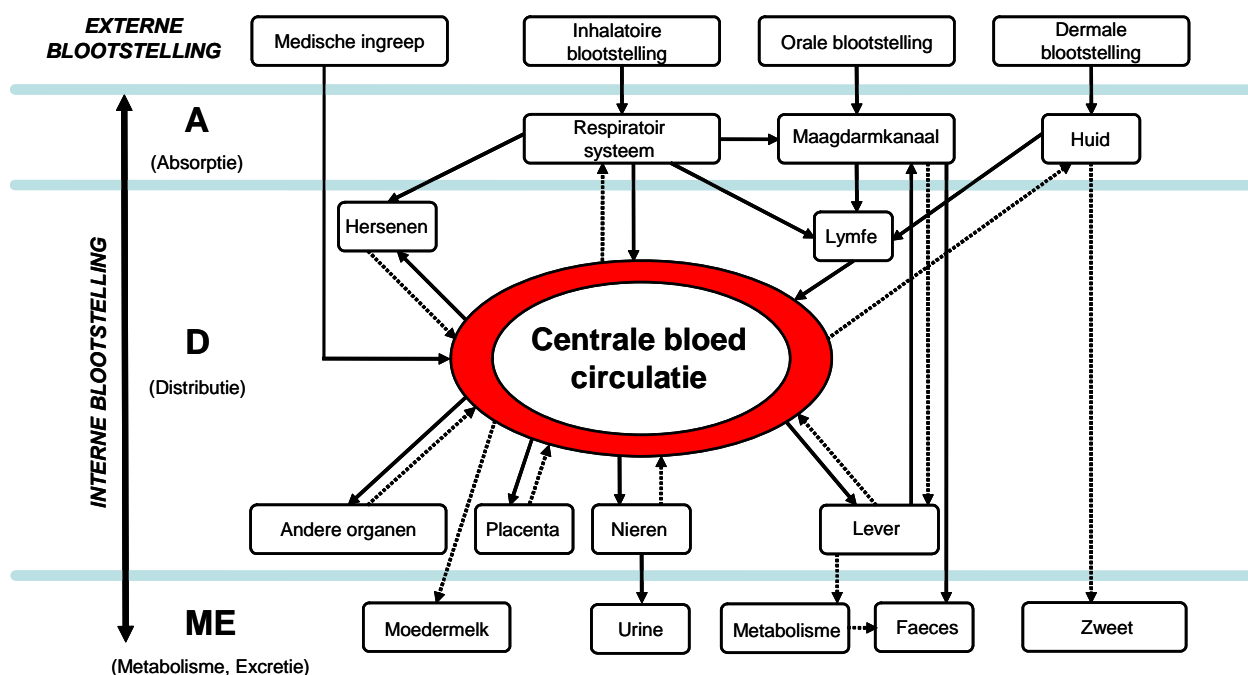 EXTERNE
BLOOTSTELLING
Medische ingreep
Inhalatoire
blootstelling
Orale blootstelling
Dermale
blootstelling
A
(Absorptie)
Respiratoir
systeem
Maagdarmkanaal
Huid
INTERNE BLOOTSTELLING
Hersenen
Lymfe
D
(Distributie)
Centrale bloed
circulatie
Andere organen
Placenta
Nieren
Lever
ME
(Metabolisme, Excretie)
Moedermelk
Urine
Metabolisme
Faeces
Zweet